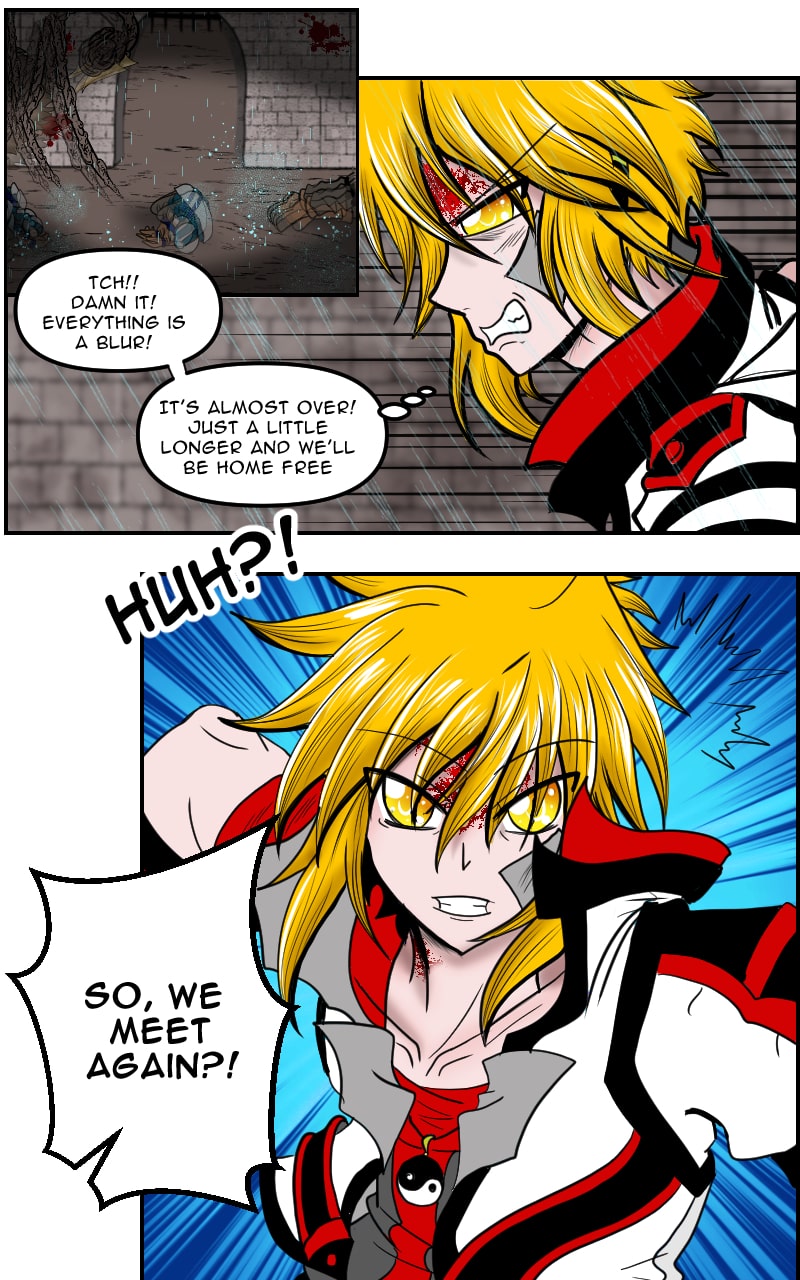 TCH!!
DAMN IT!
EVERYTHING IS
A BLUR!
IT'S ALMOST OVER!
JUST A LITTLE
LONGER AND WE'LL
BE HOME FREE
HUH?!
SO, WE
MEET
AGAIN?!